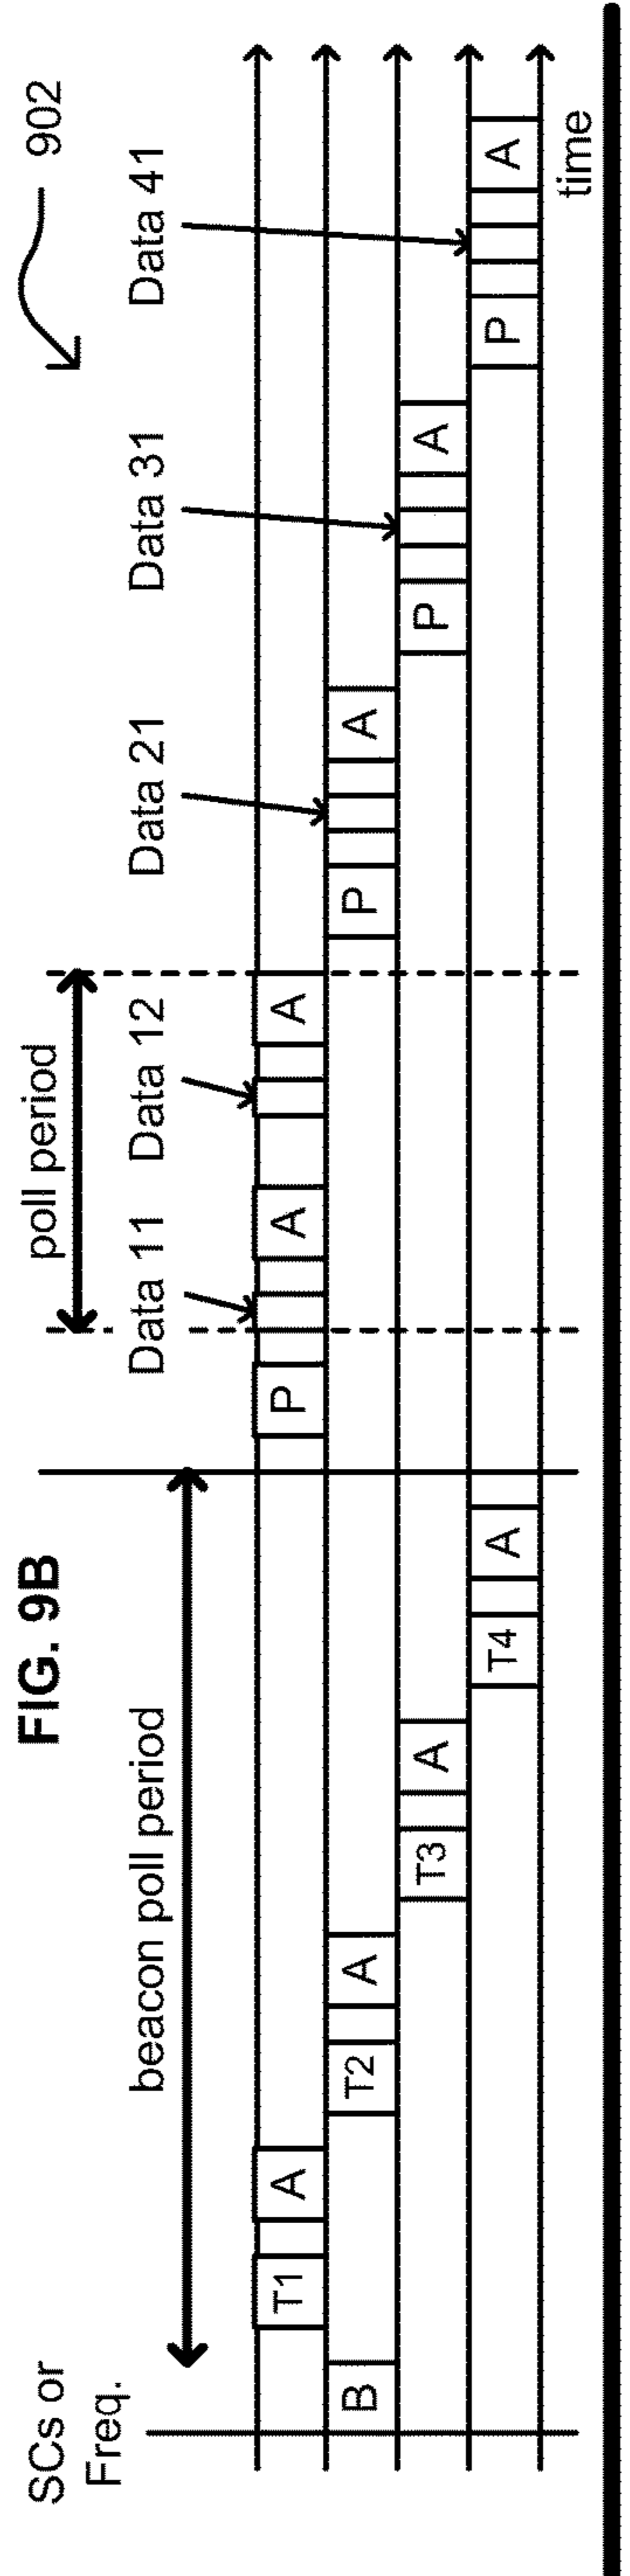 FIG. 9B
902
SCs or
Freq.
beacon poll period
poll period
Data 11
Data 12
Data 21
Data 31
Data 41
T1
A
P
A
A
B
T2
A
P
A
T3
A
P
A
T4
A
P
A
time